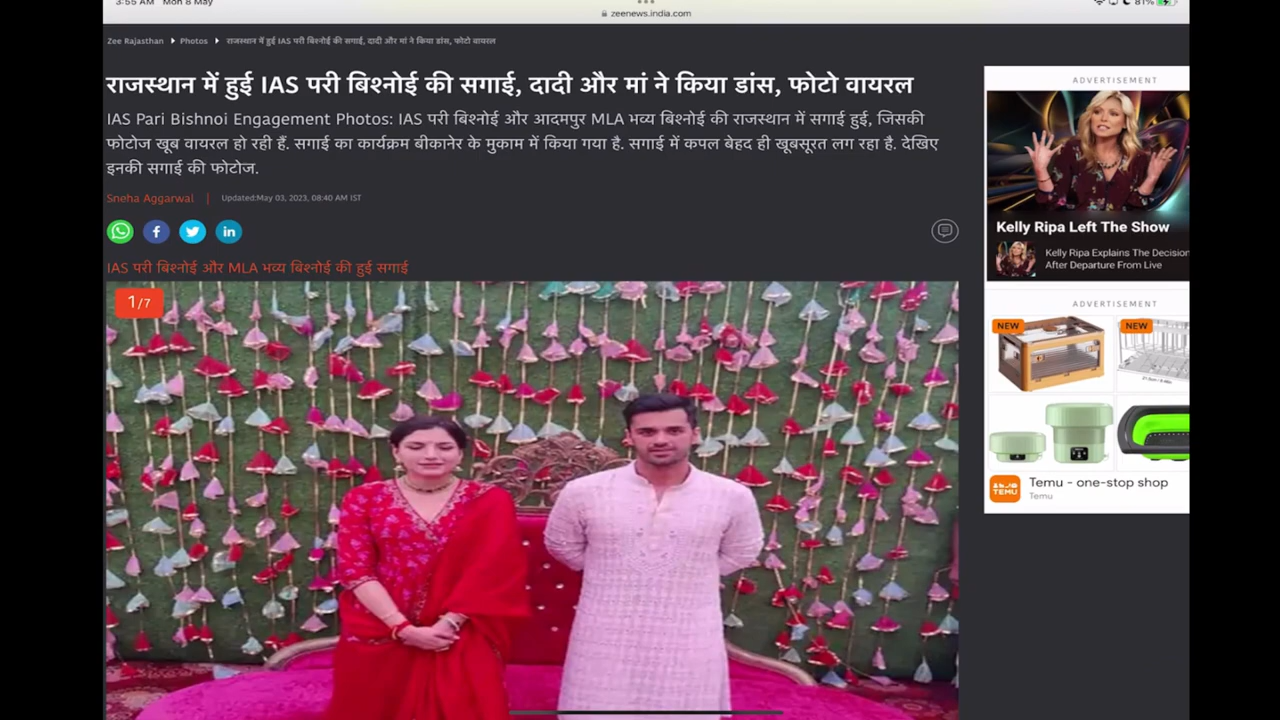 3:55 AM Mon 8 May
81%
zeenews.india.com
Zee Rajasthan ▶ Photos ▶ राजस्थान में हुई IAS परी बिश्नोई की सगाई, दादी और मां ने किया डांस, फोटो वायरल
राजस्थान में हुई IAS परी बिश्नोई की सगाई, दादी और मां ने किया डांस, फोटो वायरल
IAS Pari Bishnoi Engagement Photos: IAS परी बिश्नोई और आदमपुर MLA भव्य बिश्नोई की राजस्थान में सगाई हुई, जिसकी
फोटोज खूब वायरल हो रही हैं. सगाई का कार्यक्रम बीकानेर के मुकाम में किया गया है. सगाई में कपल बेहद ही खूबसूरत लग रहा है. देखिए
इनकी सगाई की फोटोज.
Sneha Aggarwal | Updated:May 03, 2023, 08:40 AM IST
IAS परी बिश्नोई और MLA भव्य बिश्नोई की हुई सगाई
1/7
ADVERTISEMENT
Kelly Ripa Left The Show
Kelly Ripa Explains The Decision
After Departure From Live
ADVERTISEMENT
NEW
NEW
TEMU
Temu - one-stop shop
Temu